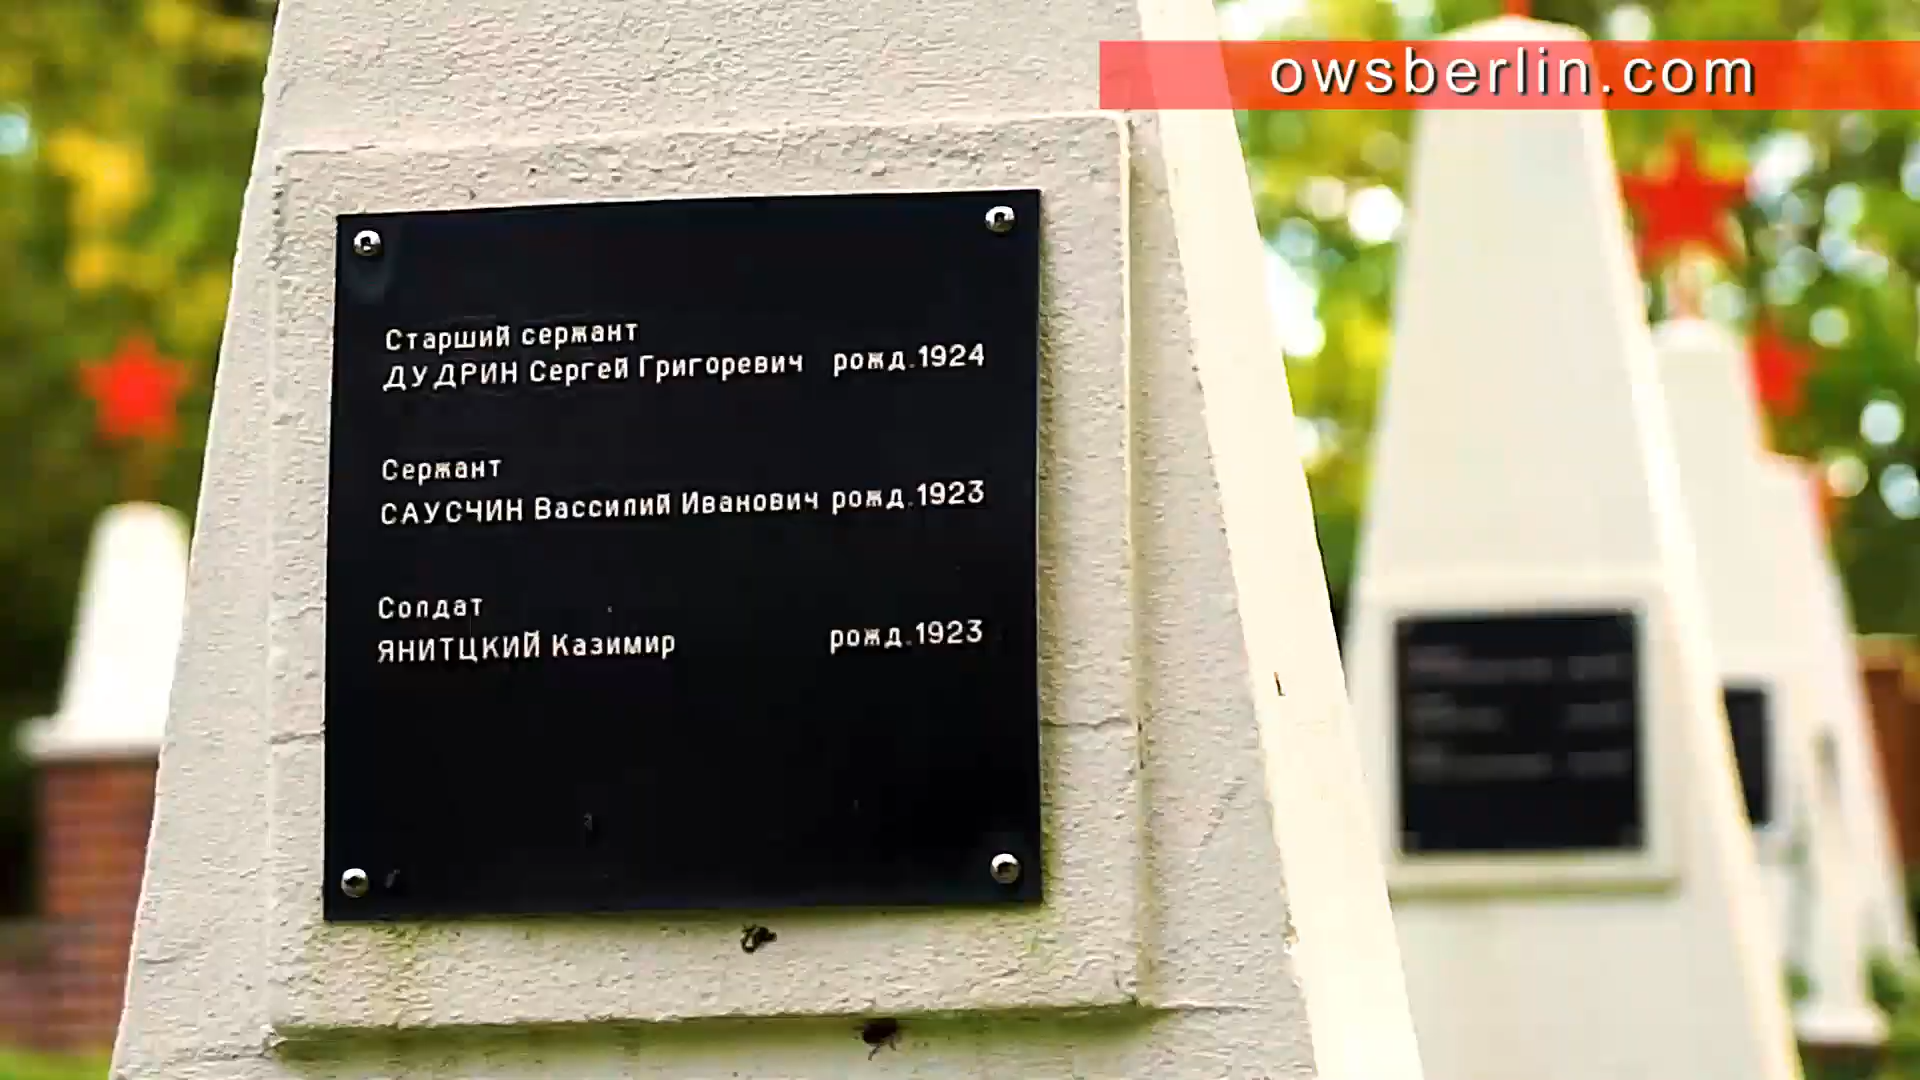 owsberlin.com
Старший сержант
ДУДРИН Сергей Григоревич рожд.1924
Сержант
САУСЧИН Вассилий Иванович рожд.1923
Солдат
ЯНИТЦКИЙ Казимир рожд.1923